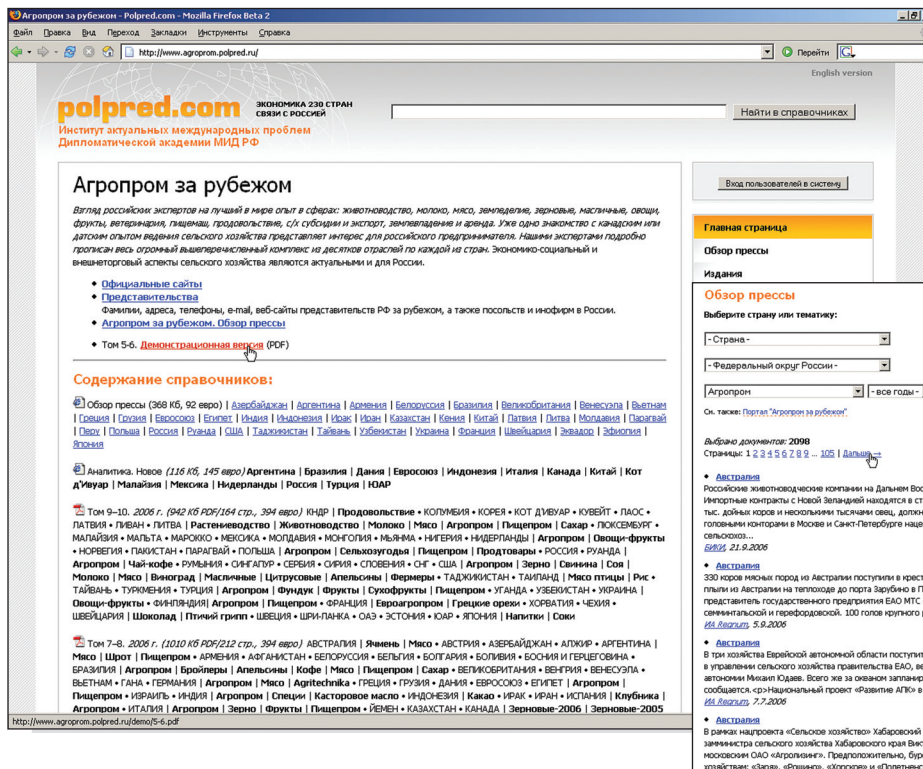 Агропром за рубежом - Polpred.com - Mozilla Firefox Beta 2
Файл Правка Вид Переход Закладки Инструменты Справка
http://www.agroprom.polpred.ru/
Перейти
English version
polpred.com
ЭКОНОМИКА 230 СТРАН
СВЯЗИ С РОССИЕЙ
Найти в справочниках
Институт актуальных международных проблем
Дипломатической академии МИД РФ
Агропром за рубежом
Взгляд российских экспертов на лучший в мире опыт в сферах: животноводство, молоко, мясо, земледелие, зерновые, масличные, овощи,
фрукты, ветеринария, пищемаш, продовольствие, с/х субсидии и экспорт, землевладение и аренда. Уже одно знакомство с канадским или
датским опытом ведения сельского хозяйства представляет интерес для российского предпринимателя. Нашими экспертами подробно
прописан весь огромный вышеперечисленный комплекс из десятков отраслей по каждой из стран. Экономико-социальный и
внешнеторговый аспекты сельского хозяйства являются актуальными и для России.
• Официальные сайты
• Представительства
Фамилии, адреса, телефоны, e-mail, веб-сайты представительств РФ за рубежом, а также посольств и инофирм в России.
• Агропром за рубежом. Обзор прессы
• Том 5-6. Демонстрационная версия (PDF)
Содержание справочников:
Обзор прессы (368 Кб, 92 евро) | Азербайджан | Аргентина | Армения | Белоруссия | Бразилия | Великобритания | Венесуэла | Вьетнам
| Греция | Грузия | Евросоюз | Египет | Индия | Индонезия | Ирак | Иран | Казахстан | Кения | Китай | Латвия | Литва | Молдавия | Парагвай
| Перу | Польша | Россия | Руанда | США | Таджикистан | Тайвань | Узбекистан | Украина | Франция | Швейцария | Эквадор | Эфиопия |
Япония
Аналитика. Новое (116 Кб, 145 евро) Аргентина | Бразилия | Дания | Евросоюз | Индонезия | Италия | Канада | Китай | Кот
д'Ивуар | Малайзия | Мексика | Нидерланды | Россия | Турция | ЮАР
Том 9-10. 2006 г. (942 Кб PDF/164 стр., 394 евро) КНДР | Продовольствие • КОЛУМБИЯ • КОРЕЯ • КОТ Д'ИВУАР • КУВЕЙТ • ЛАОС •
ЛАТВИЯ • ЛИВАН • ЛИТВА | Растениеводство | Животноводство | Молоко | Мясо | Агропром | Пищепром | Сахар • ЛЮКСЕМБУРГ •
МАЛАЙЗИЯ • МАЛЬТА • МАРОККО • МЕКСИКА • МОЛДАВИЯ • МОНГОЛИЯ • МЬЯНМА • НИГЕРИЯ • НИДЕРЛАНДЫ | Агропром | Овощи-фрукты
• НОРВЕГИЯ • ПАКИСТАН • ПАРАГВАЙ • ПОЛЬША | Агропром | Сельхозугодья | Пищепром | Продтовары • РОССИЯ • РУАНДА |
Агропром | Чай-кофе • РУМЫНИЯ • СИНГАПУР • СЕРБИЯ • СИРИЯ • СЛОВЕНИЯ • СНГ • США | Агропром | Зерно | Свинина | Соя |
Молоко | Мясо | Виноград | Масличные | Цитрусовые | Апельсины | Фермеры • ТАДЖИКИСТАН • ТАИЛАНД | Мясо птицы | Рис •
ТАЙВАНЬ • ТУРКМЕНИЯ • ТУРЦИЯ | Агропром | Фундук | Фрукты | Сухофрукты | Пищепром • УГАНДА • УЗБЕКИСТАН • УКРАИНА |
Овощи-фрукты • ФИНЛЯНДИЯ| Агропром | Пищепром • ФРАНЦИЯ | Евроагропром | Грецкие орехи • ХОРВАТИЯ • ЧЕХИЯ •
ШВЕЙЦАРИЯ | Шоколад | Птичий грипп • ШВЕЦИЯ • ШРИ-ЛАНКА • ОАЭ • ЭСТОНИЯ • ЮАР • ЯПОНИЯ | Напитки | Соки
Том 7-8. 2006 г. (1010 Кб PDF/212 стр., 394 евро) АВСТРАЛИЯ | Ячмень | Мясо • АВСТРИЯ • АЗЕРБАЙДЖАН • АЛЖИР • АРГЕНТИНА |
Мясо | Шрот | Пищепром • АРМЕНИЯ • АФГАНИСТАН • БЕЛОРУССИЯ • БЕЛЬГИЯ • БОЛГАРИЯ • БОЛИВИЯ • БОСНИЯ И ГЕРЦЕГОВИНА •
БРАЗИЛИЯ | Агропром | Бройлеры | Апельсины | Кофе | Мясо | Пищепром | Сахар • ВЕЛИКОБРИТАНИЯ • ВЕНГРИЯ • ВЕНЕСУЭЛА •
ВЬЕТНАМ • ГАНА • ГЕРМАНИЯ | Агропром | Мясо | Agritechnika • ГРЕЦИЯ • ГРУЗИЯ • ДАНИЯ • ЕВРОСОЮЗ • ЕГИПЕТ | Агропром |
Пищепром • ИЗРАИЛЬ • ИНДИЯ | Агропром | Специи | Касторовое масло • ИНДОНЕЗИЯ | Какао • ИРАК • ИРАН • ИСПАНИЯ | Клубника |
Агропром • ИТАЛИЯ | Агропром | Зерно | Фрукты | Пищепром • ЙЕМЕН • КАЗАХСТАН • КАНАДА | Зерновые-2006 | Зерновые-2005
http://www.agroprom.polpred.ru/demo/5-6.pdf
Вход пользователей в систему
Главная страница
Обзор прессы
Издания
Обзор прессы
Выберите страну или тематику:
- Страна -
- Федеральный округ России -
Агропром - все годы -
См. также: Портал "Агропром за рубежом"
Выбрано документов: 2098
Страницы: 1 2 3 4 5 6 7 8 9 ... 105 | Дальше →
• Австралия
Российские животноводческие компании на Дальнем Вос
Импортные контракты с Новой Зеландией находятся в ст
тыс. дойных коров и несколькими тысячами овец, должн
головными конторами в Москве и Санкт-Петербурге наце
сельскохоз...
БИКИ, 21.9.2006
• Австралия
330 коров мясных пород из Австралии поступили в крест
плыли из Австралии на теплоходе до порта Зарубино в П
представитель государственного предприятия ЕАО МТС
семминтальской и герефордовской. 100 голов крупного р
ИА Regnum, 5.9.2006
• Австралия
В три хозяйства Еврейской автономной области поступит
в управлении сельского хозяйства правительства ЕАО, ве
автономии Михаил Юдаев. Всего же за океаном запланир
сообщается.<p>Национальный проект «Развитие АПК» в
ИА Regnum, 7.7.2006
• Австралия
В рамках нацпроекта «Сельское хозяйство» Хабаровский
замминистра сельского хозяйства Хабаровского края Викт
московским ОАО «Агролизинг». Предположительно, бур
хозяйствам: «Заря», «Рощино», «Хорское» и «Полетненс